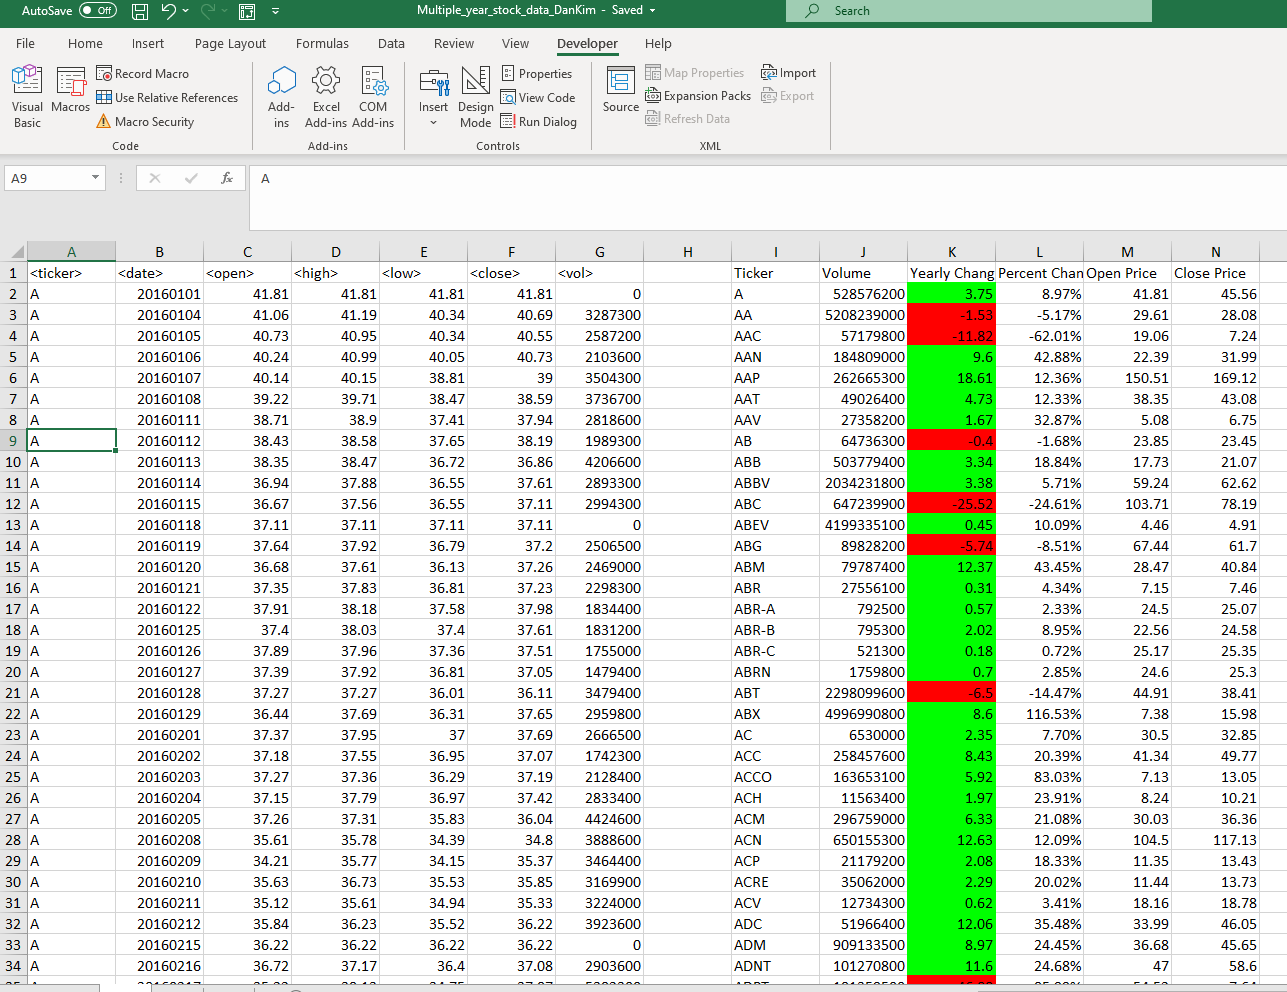 AutoSave Off Multiple_year_stock_data_DanKim - Saved Search
File Home Insert Page Layout Formulas Data Review View Developer Help
Visual Basic
Macros
Record Macro
Use Relative References
Macro Security
Code
Add-ins
Excel Add-ins
COM Add-ins
Add-ins
Insert
Design Mode
Properties
View Code
Run Dialog
Controls
Source
Map Properties
Expansion Packs
Refresh Data
Import
Export
XML
A9 fx A
A B C D E F G H I J K L M N
1 <ticker> <date> <open> <high> <low> <close> <vol> Ticker Volume Yearly Chang Percent Chan Open Price Close Price
2 A 20160101 41.81 41.81 41.81 41.81 0 A 528576200 3.75 8.97% 41.81 45.56
3 A 20160104 41.06 41.19 40.34 40.69 3287300 AA 5208239000 -1.53 -5.17% 29.61 28.08
4 A 20160105 40.73 40.95 40.34 40.55 2587200 AAC 57179800 -11.82 -62.01% 19.06 7.24
5 A 20160106 40.24 40.99 40.05 40.73 2103600 AAN 184809000 9.6 42.88% 22.39 31.99
6 A 20160107 40.14 40.15 38.81 39 3504300 AAP 262665300 18.61 12.36% 150.51 169.12
7 A 20160108 39.22 39.71 38.47 38.59 3736700 AAT 49026400 4.73 12.33% 38.35 43.08
8 A 20160111 38.71 38.9 37.41 37.94 2818600 AAV 27358200 1.67 32.87% 5.08 6.75
9 A 20160112 38.43 38.58 37.65 38.19 1989300 AB 64736300 -0.4 -1.68% 23.85 23.45
10 A 20160113 38.35 38.47 36.72 36.86 4206600 ABB 503779400 3.34 18.84% 17.73 21.07
11 A 20160114 36.94 37.88 36.55 37.61 2893300 ABBV 2034231800 3.38 5.71% 59.24 62.62
12 A 20160115 36.67 37.56 36.55 37.11 2994300 ABC 647239900 -25.52 -24.61% 103.71 78.19
13 A 20160118 37.11 37.11 37.11 37.11 0 ABEV 4199335100 0.45 10.09% 4.46 4.91
14 A 20160119 37.64 37.92 36.79 37.2 2506500 ABG 89828200 -5.74 -8.51% 67.44 61.7
15 A 20160120 36.68 37.61 36.13 37.26 2469000 ABM 79787400 12.37 43.45% 28.47 40.84
16 A 20160121 37.35 37.83 36.81 37.23 2298300 ABR 27556100 0.31 4.34% 7.15 7.46
17 A 20160122 37.91 38.18 37.58 37.98 1834400 ABR-A 792500 0.57 2.33% 24.5 25.07
18 A 20160125 37.4 38.03 37.4 37.61 1831200 ABR-B 795300 2.02 8.95% 22.56 24.58
19 A 20160126 37.89 37.96 37.36 37.51 1755000 ABR-C 521300 0.18 0.72% 25.17 25.35
20 A 20160127 37.39 37.92 36.81 37.05 1479400 ABRN 1759800 0.7 2.85% 24.6 25.3
21 A 20160128 37.27 37.27 36.01 36.11 3479400 ABT 2298099600 -6.5 -14.47% 44.91 38.41
22 A 20160129 36.44 37.69 36.31 37.65 2959800 ABX 4996990800 8.6 116.53% 7.38 15.98
23 A 20160201 37.37 37.95 37 37.69 2666500 AC 6530000 2.35 7.70% 30.5 32.85
24 A 20160202 37.18 37.55 36.95 37.07 1742300 ACC 258457600 8.43 20.39% 41.34 49.77
25 A 20160203 37.27 37.36 36.29 37.19 2128400 ACCO 163653100 5.92 83.03% 7.13 13.05
26 A 20160204 37.15 37.79 36.97 37.42 2833400 ACH 11563400 1.97 23.91% 8.24 10.21
27 A 20160205 37.26 37.31 35.83 36.04 4424600 ACM 296759000 6.33 21.08% 30.03 36.36
28 A 20160208 35.61 35.78 34.39 34.8 3888600 ACN 650155300 12.63 12.09% 104.5 117.13
29 A 20160209 34.21 35.77 34.15 35.37 3464400 ACP 21179200 2.08 18.33% 11.35 13.43
30 A 20160210 35.63 36.73 35.53 35.85 3169900 ACRE 35062000 2.29 20.02% 11.44 13.73
31 A 20160211 35.12 35.61 34.94 35.33 3224000 ACV 12734300 0.62 3.41% 18.16 18.78
32 A 20160212 35.84 36.23 35.52 36.22 3923600 ADC 51966400 12.06 35.48% 33.99 46.05
33 A 20160215 36.22 36.22 36.22 36.22 0 ADM 909133500 8.97 24.45% 36.68 45.65
34 A 20160216 36.72 37.17 36.4 37.08 2903600 ADNT 101270800 11.6 24.68% 47 58.6